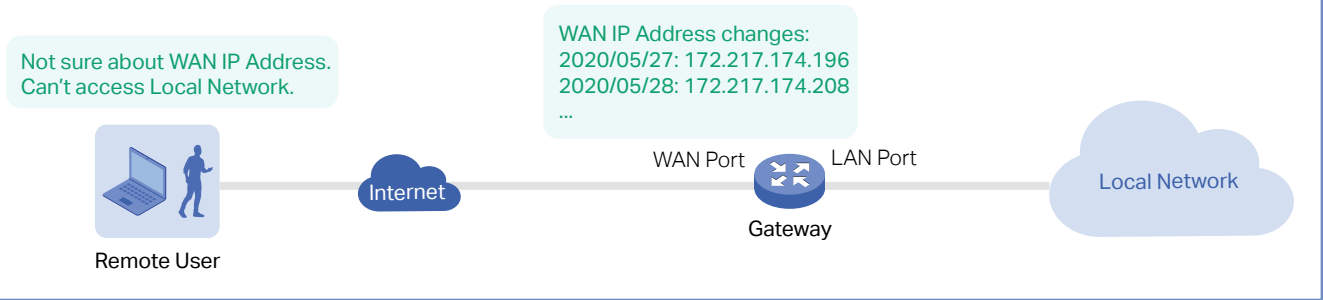 WAN IP Address changes:
2020/05/27: 172.217.174.196
2020/05/28: 172.217.174.208
...
Not sure about WAN IP Address.
Can't access Local Network.
WAN Port
LAN Port
Internet
Local Network
Gateway
Remote User